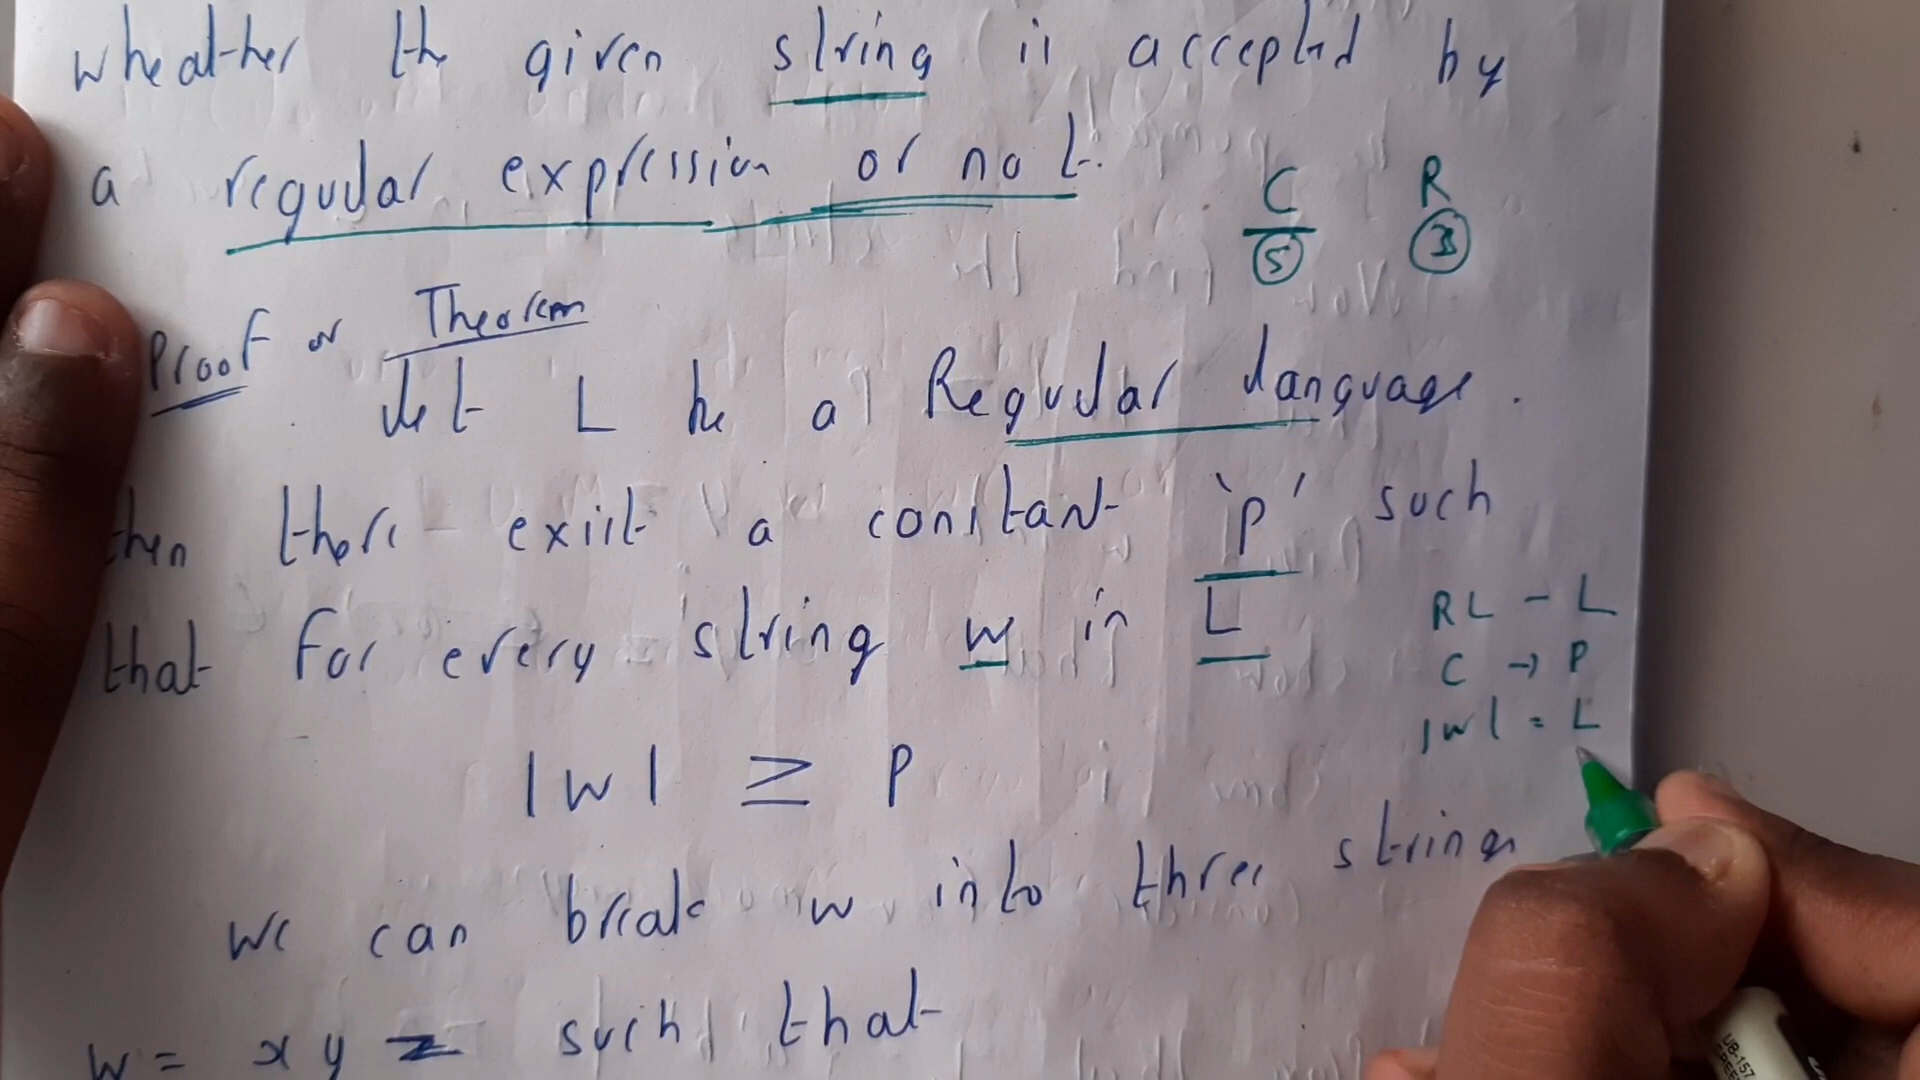 wheather the given string is accepted by
a regular expression or not.
C R
5
Proof or Theorem
Let L be a Regular language.
then there exist a constant 'p' such
that for every string w in L
RL - L
C → P
|w| = L
|w| ≥ P
we can break w into three strings
w = xyz such that